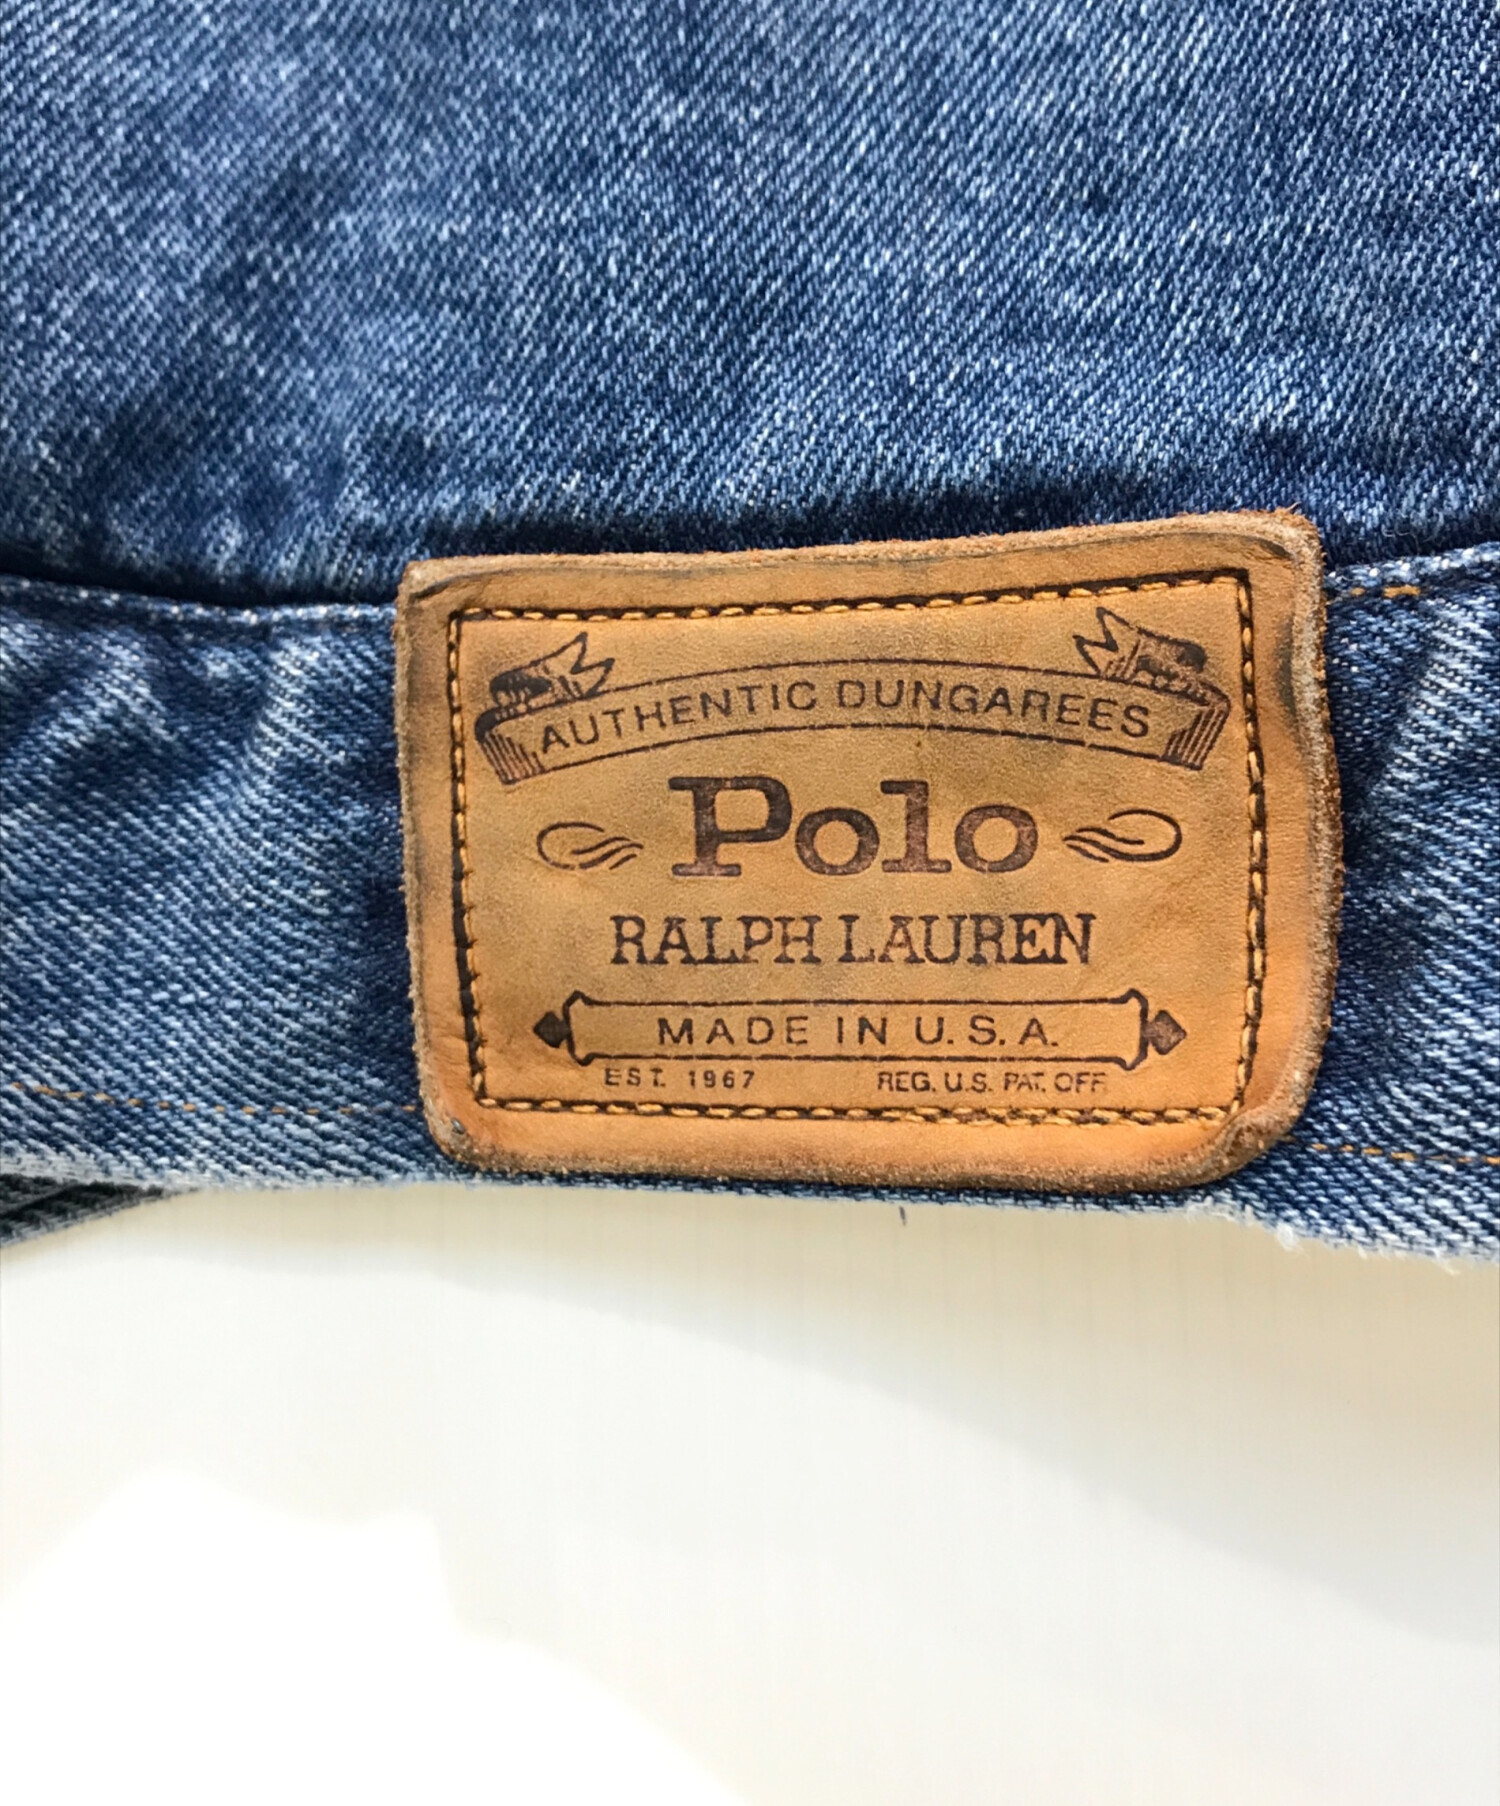 AUTHENTIC DUNGAREES
Polo
RALPH LAUREN
MADE IN U.S.A.
EST. 1967 REG. U.S. PAT. OFF.